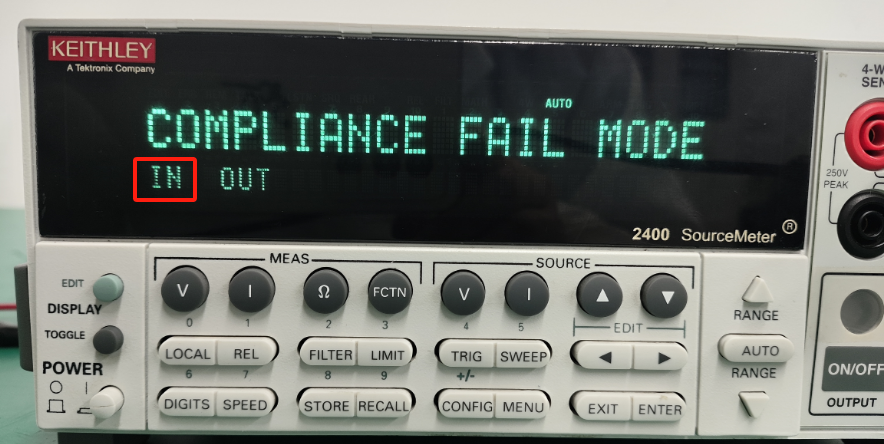 KEITHLEY
A Tektronix Company
AUTO
COMPLIANCE FAIL MODE
IN OUT
2400 SourceMeter ®
4-W
SEN
250V
PEAK
MEAS
SOURCE
EDIT
DISPLAY
TOGGLE
POWER
V I Ω FCTN V I ▲ ▼
0 1 2 3 4 5 EDIT
LOCAL REL FILTER LIMIT TRIG SWEEP ◀ ▶
6 7 8 9 +/-
DIGITS SPEED STORE RECALL CONFIG MENU EXIT ENTER
RANGE
AUTO
RANGE
ON/OFF
OUTPUT